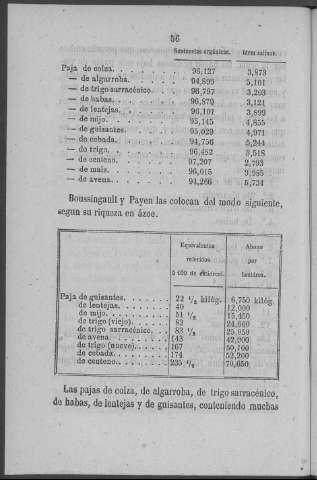 56
Sustancias orgánicas. Idem salinas.
Paja de colza. 96,127 3,873
— de algarroba. 94,899 5,101
— de trigo sarracénico. 96,797 3,203
— de habas. 96,879 3,121
— de lentejas. 96,101 3,899
— de mijo. 95,145 4,855
— de guisantes. 95,029 4,971
— de cebada. 94,756 5,244
— de trigo. 96,482 3,518
— de centeno. 97,207 2,793
— de maiz. 96,015 3,985
— de avena. 94,266 5,734
Boussingault y Payen las colocan del modo siguiente,
segun su riqueza en ázoe.
Equivalentes Abono
referidos por
á 100 de hectárea.
Paja de guisantes. 22 1/2 kilóg. 6,750 kilóg.
de lentejas. 40 12,000
de mijo. 51 1/2 15,450
de trigo (viejo). 82 24,600
de trigo sarracénico. 83 1/2 25,050
de avena 143 42,900
de trigo (nuevo). 167 50,100
de cebada. 174 52,200
de centeno. 235 1/2 70,650
Las pajas de colza, de algarroba, de trigo sarracénico,
de habas, de lentejas y de guisantes, conteniendo muchas